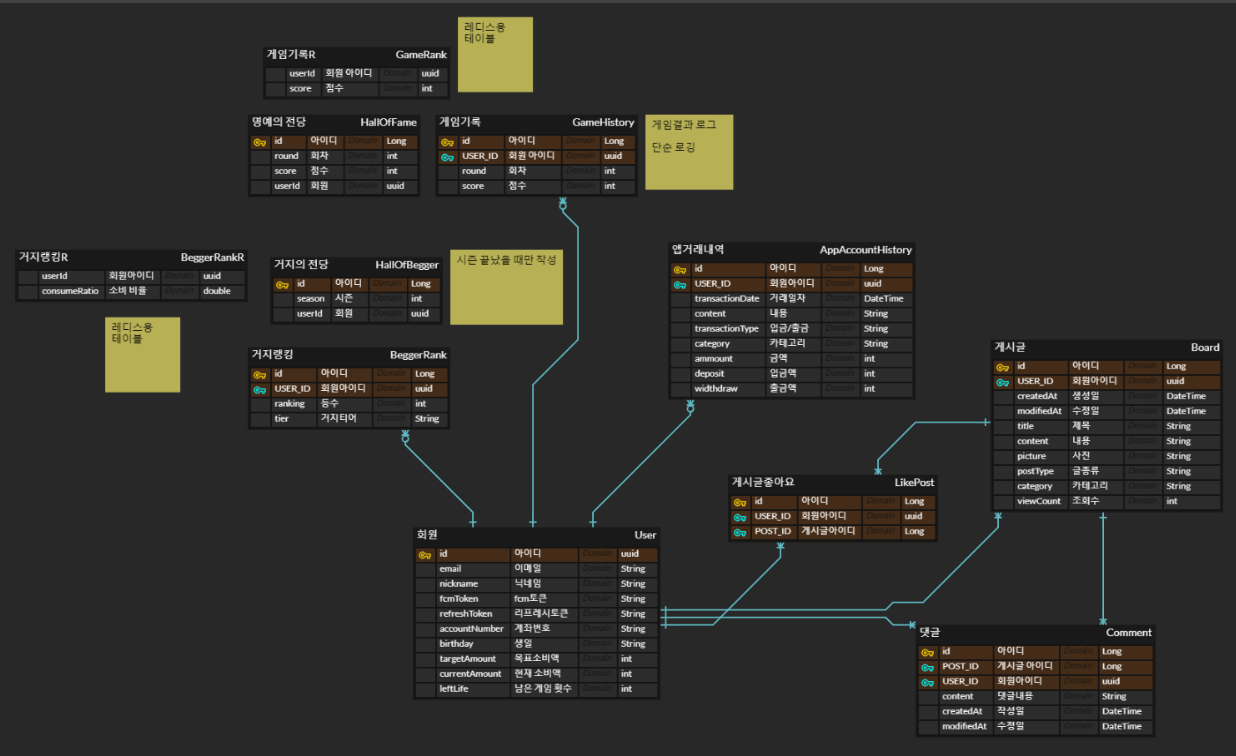 레디스용
테이블
게임기록R GameRank
userId 회원 아이디 Domain uuid
score 점수 Domain int
명예의 전당 HallOfFame
id 아이디 Domain Long
round 회차 Domain int
score 점수 Domain int
userId 회원 Domain uuid
게임기록 GameHistory
id 아이디 Domain Long
USER_ID 회원 아이디 Domain uuid
round 회차 Domain int
score 점수 Domain int
게임결과 로그
단순 로깅
거지랭킹R BeggerRankR
userId 회원아이디 Domain uuid
consumeRatio 소비 비율 Domain double
레디스용
테이블
거지의 전당 HallOfBegger
id 아이디 Domain Long
season 시즌 Domain int
userId 회원 Domain uuid
시즌 끝났을 때만 작성
거지랭킹 BeggerRank
id 아이디 Domain Long
USER_ID 회원아이디 Domain uuid
ranking 등수 Domain int
tier 거지티어 Domain String
앱거래내역 AppAccountHistory
id 아이디 Domain Long
USER_ID 회원아이디 Domain uuid
transactionDate 거래일자 Domain DateTime
content 내용 Domain String
transactionType 입금/출금 Domain String
category 카테고리 Domain String
ammount 금액 Domain int
deposit 입금액 Domain int
widthdraw 출금액 Domain int
게시글 Board
id 아이디 Domain Long
USER_ID 회원아이디 Domain uuid
createdAt 생성일 Domain DateTime
modifiedAt 수정일 Domain DateTime
title 제목 Domain String
content 내용 Domain String
picture 사진 Domain String
postType 글종류 Domain String
category 카테고리 Domain String
viewCount 조회수 Domain int
게시글좋아요 LikePost
id 아이디 Domain Long
USER_ID 회원아이디 Domain uuid
POST_ID 게시글아이디 Domain Long
회원 User
id 아이디 Domain uuid
email 이메일 Domain String
nickname 닉네임 Domain String
fcmToken fcm토큰 Domain String
refreshToken 리프레시토큰 Domain String
accountNumber 계좌번호 Domain String
birthday 생일 Domain String
targetAmount 목표소비액 Domain int
currentAmount 현재 소비액 Domain int
leftLife 남은 게임 횟수 Domain int
댓글 Comment
id 아이디 Domain Long
POST_ID 게시글 아이디 Domain Long
USER_ID 회원아이디 Domain uuid
content 댓글내용 Domain String
createdAt 작성일 Domain DateTime
modifiedAt 수정일 Domain DateTime